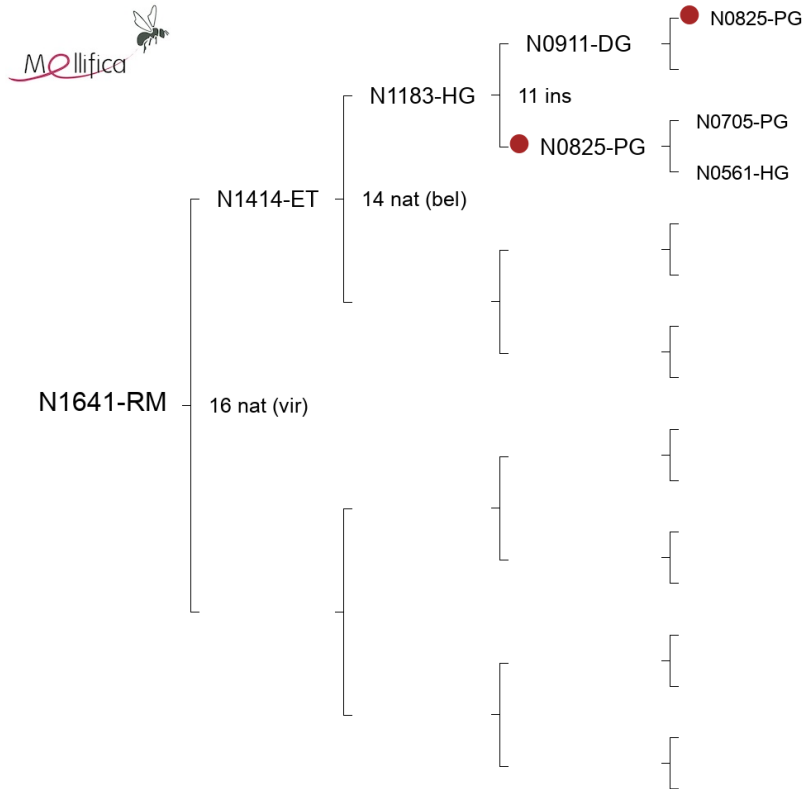 Mellifica
N0825-PG
N0911-DG
N1183-HG
11 ins
N0705-PG
N0825-PG
N0561-HG
N1414-ET
14 nat (bel)
N1641-RM
16 nat (vir)